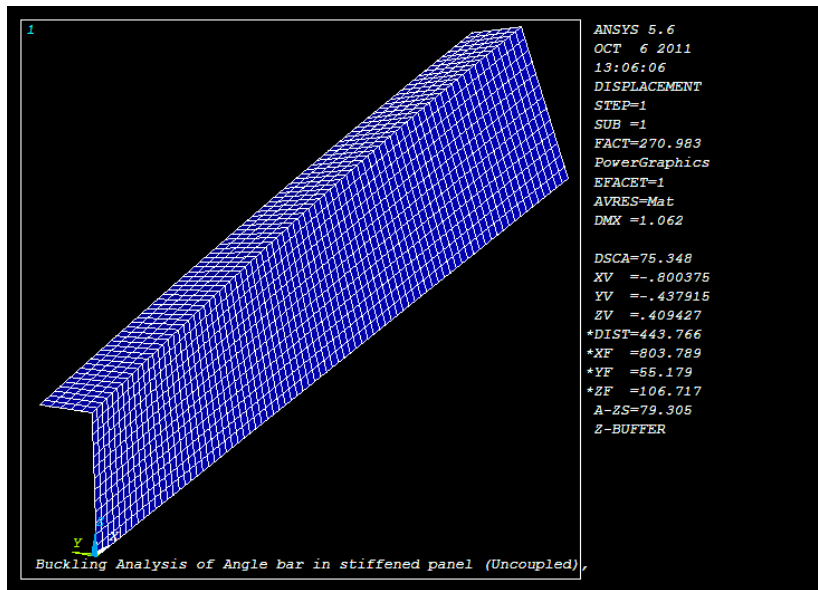 1
ANSYS 5.6
OCT 6 2011
13:06:06
DISPLACEMENT
STEP=1
SUB =1
FACT=270.983
PowerGraphics
EFACET=1
AVRES=Mat
DMX =1.062
DSCA=75.348
XV =-.800375
YV =-.437915
ZV =.409427
*DIST=443.766
*XF =803.789
*YF =55.179
*ZF =106.717
A-ZS=79.305
Z-BUFFER
Y
X
Buckling Analysis of Angle bar in stiffened panel (Uncoupled),